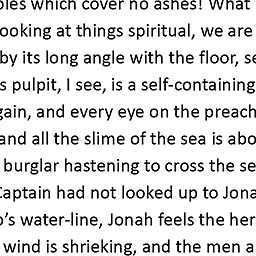 bles which cover no ashes! What
ooking at things spiritual, we are
by its long angle with the floor, se
s pulpit, I see, is a self-containing
gain, and every eye on the preach
and all the slime of the sea is abo
burglar hastening to cross the se
Captain had not looked up to Jona
o's water-line, Jonah feels the her
wind is shrieking, and the men a